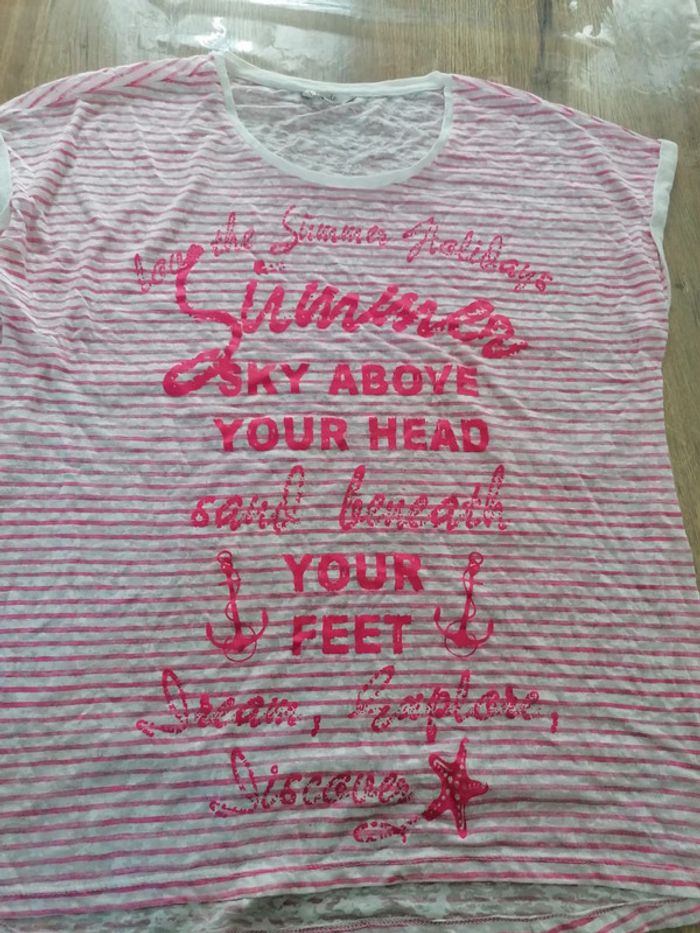 the Summer Holidays
Summer
SKY ABOVE
YOUR HEAD
sand beneath
YOUR
FEET
Dream, Explore,
Discover